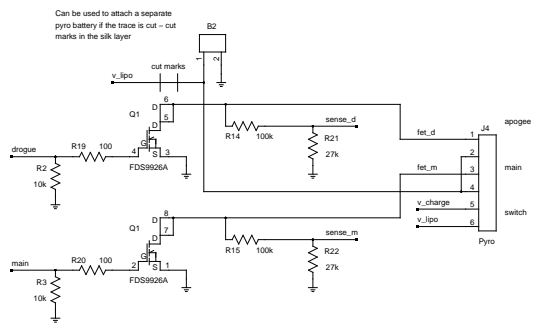 Can be used to attach a separate
pyro battery if the trace is cut – cut
marks in the silk layer
B2
1 2
cut marks
v_lipo
Q1
6
D
5
D
G
S
4 3
FDS9926A
drogue
R19 100
R2
10k
R14 100k
sense_d
R21
27k
fet_d
fet_m
J4
1
2
3
4
5
6
Pyro
apogee
main
switch
v_charge
v_lipo
Q1
8
D
7
D
G
S
2 1
FDS9926A
main
R20 100
R3
10k
R15 100k
sense_m
R22
27k